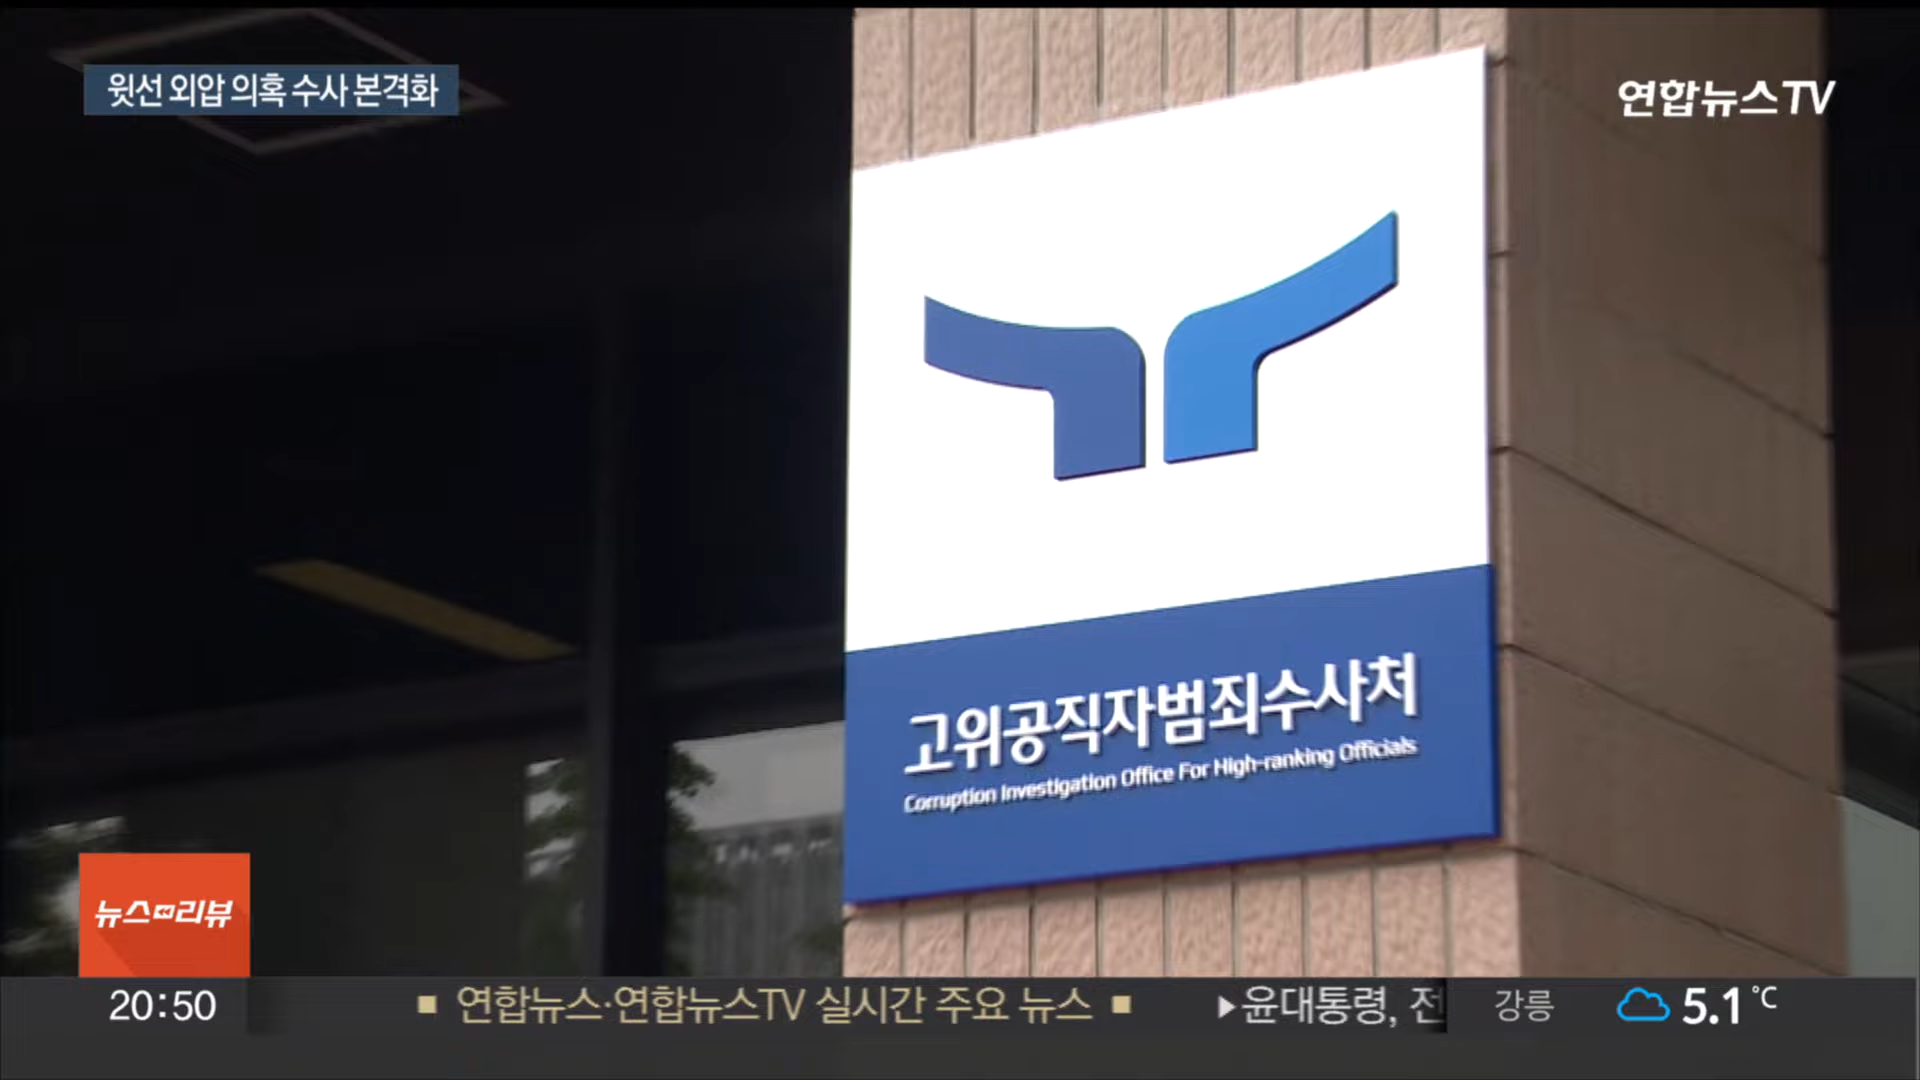 윗선 외압 의혹 수사 본격화
연합뉴스TV
고위공직자범죄수사처
Corruption Investigation Office For High-ranking Officials
뉴스리뷰
20:50
연합뉴스·연합뉴스TV 실시간 주요 뉴스
윤대통령, 전
강릉
5.1℃